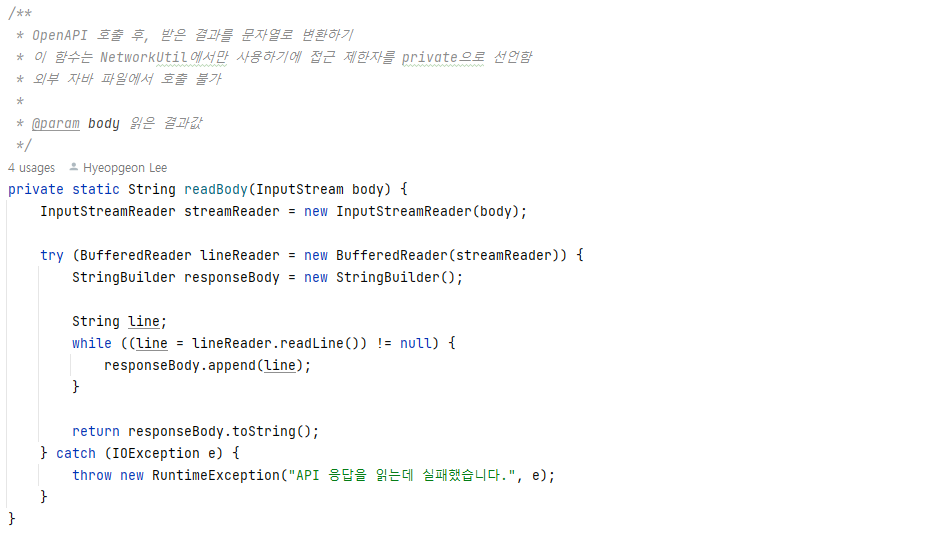 /**
 * OpenAPI 호출 후, 받은 결과를 문자열로 변환하기
 * 이 함수는 NetworkUtil에서만 사용하기에 접근 제한자를 private으로 선언함
 * 외부 자바 파일에서 호출 불가
 *
 * @param body 읽은 결과값
 */
4 usages Hyeopgeon Lee
private static String readBody(InputStream body) {
    InputStreamReader streamReader = new InputStreamReader(body);

    try (BufferedReader lineReader = new BufferedReader(streamReader)) {
        StringBuilder responseBody = new StringBuilder();

        String line;
        while ((line = lineReader.readLine()) != null) {
            responseBody.append(line);
        }

        return responseBody.toString();
    } catch (IOException e) {
        throw new RuntimeException("API 응답을 읽는데 실패했습니다.", e);
    }
}